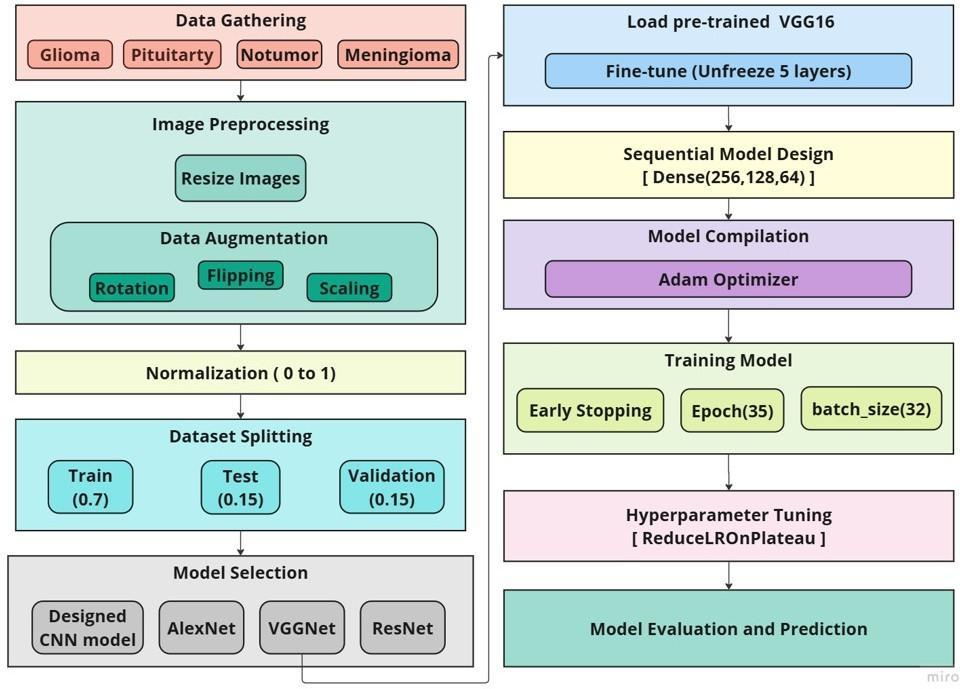 Data Gathering
Glioma Pituitarty Notumor Meningioma
Image Preprocessing
Resize Images
Data Augmentation
Rotation Flipping Scaling
Normalization ( 0 to 1)
Dataset Splitting
Train
(0.7)
Test
(0.15)
Validation
(0.15)
Model Selection
Designed
CNN model
AlexNet
VGGNet
ResNet
Load pre-trained VGG16
Fine-tune (Unfreeze 5 layers)
Sequential Model Design
[ Dense(256,128,64) ]
Model Compilation
Adam Optimizer
Training Model
Early Stopping Epoch(35) batch_size(32)
Hyperparameter Tuning
[ ReduceLROnPlateau ]
Model Evaluation and Prediction
miro